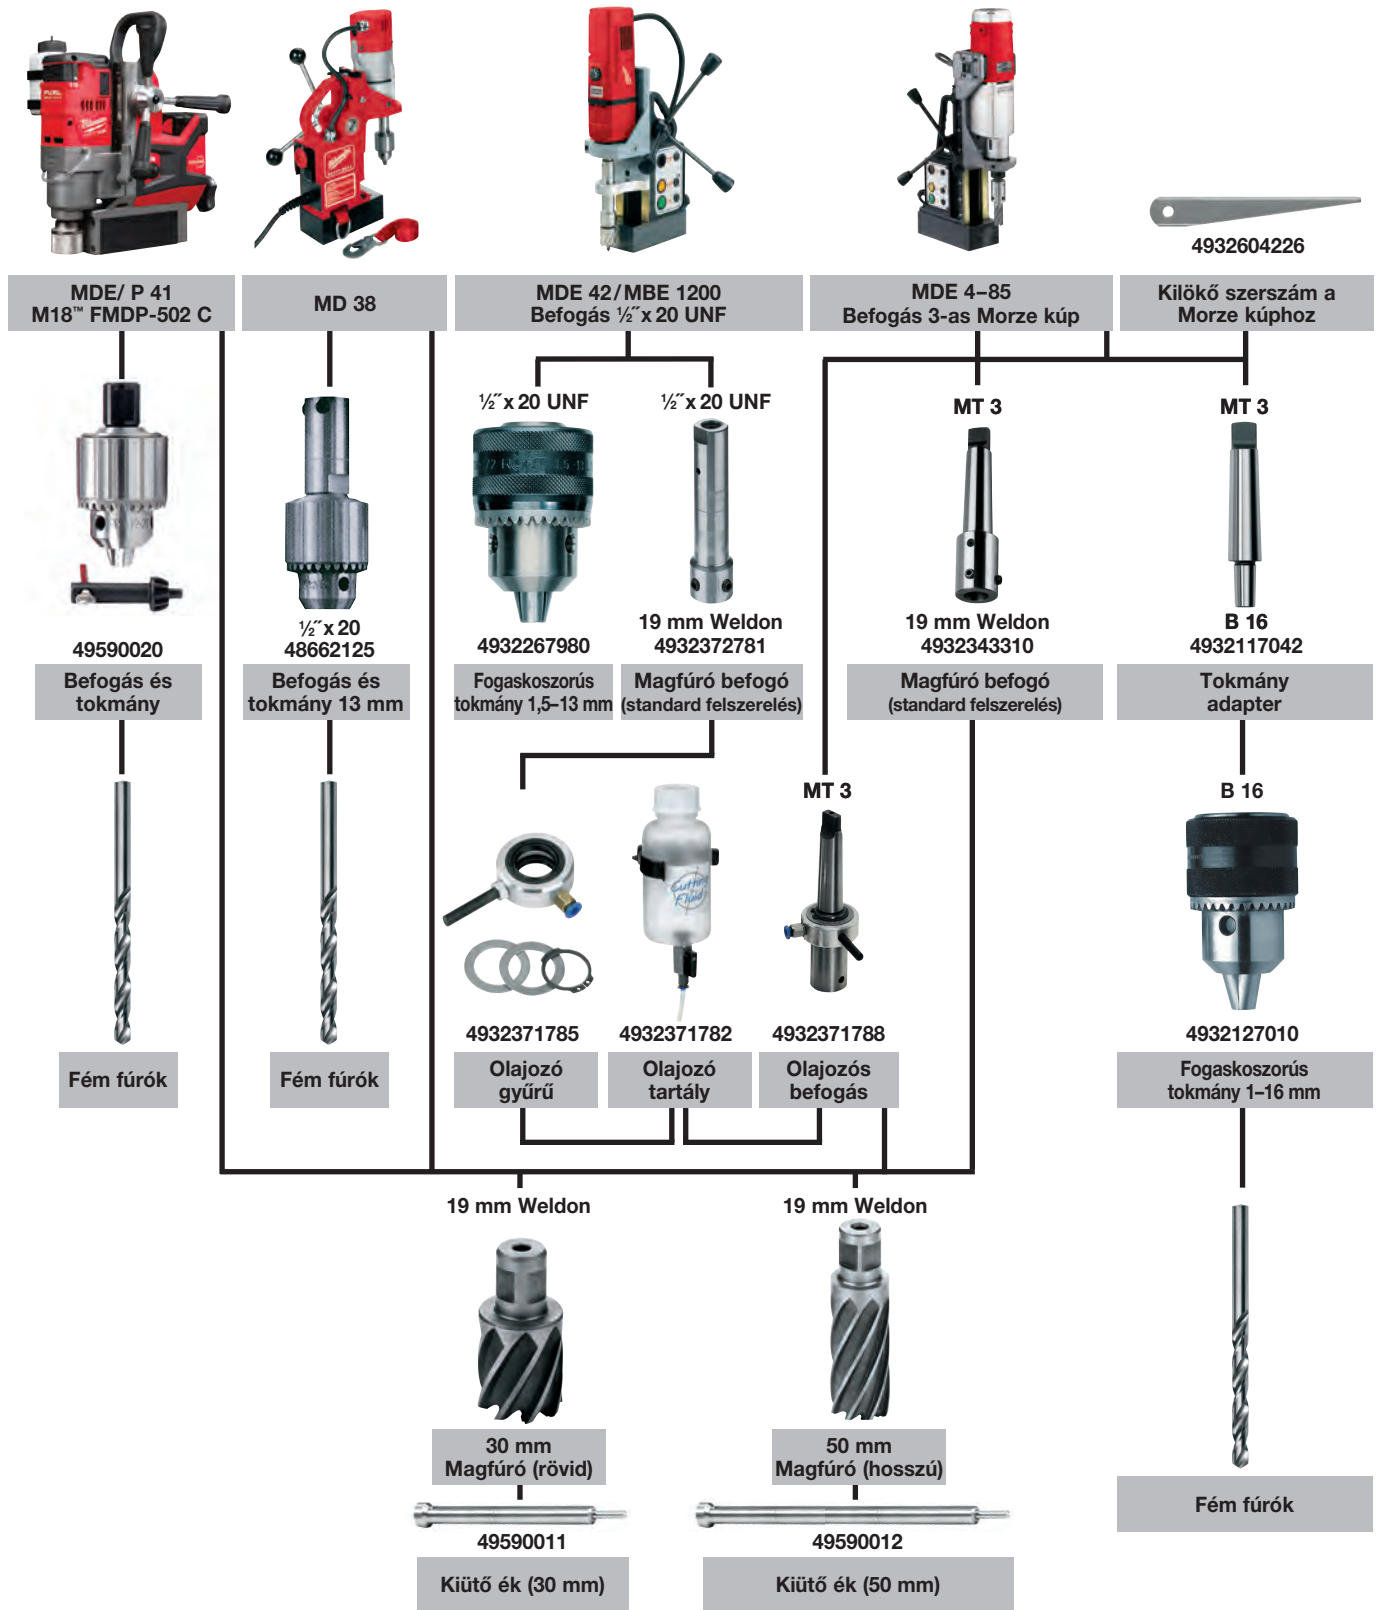 4932604226
MDE/ P 41
M18™ FMDP-502 C
MD 38
MDE 42/MBE 1200
Befogás ½˝x 20 UNF
MDE 4–85
Befogás 3-as Morze kúp
Kilökő szerszám a
Morze kúphoz
½˝x 20 UNF
½˝x 20 UNF
MT 3
MT 3
49590020
½˝x 20
48662125
4932267980
19 mm Weldon
4932372781
19 mm Weldon
4932343310
B 16
4932117042
Befogás és
tokmány
Befogás és
tokmány 13 mm
Fogaskoszorús
tokmány 1,5–13 mm
Magfúró befogó
(standard felszerelés)
Magfúró befogó
(standard felszerelés)
Tokmány
adapter
MT 3
B 16
Cutting
Fluid
4932371785
4932371782
4932371788
4932127010
Fém fúrók
Fém fúrók
Olajozó
gyűrű
Olajozó
tartály
Olajozós
befogás
Fogaskoszorús
tokmány 1–16 mm
19 mm Weldon
19 mm Weldon
30 mm
Magfúró (rövid)
50 mm
Magfúró (hosszú)
Fém fúrók
49590011
49590012
Kiütő ék (30 mm)
Kiütő ék (50 mm)